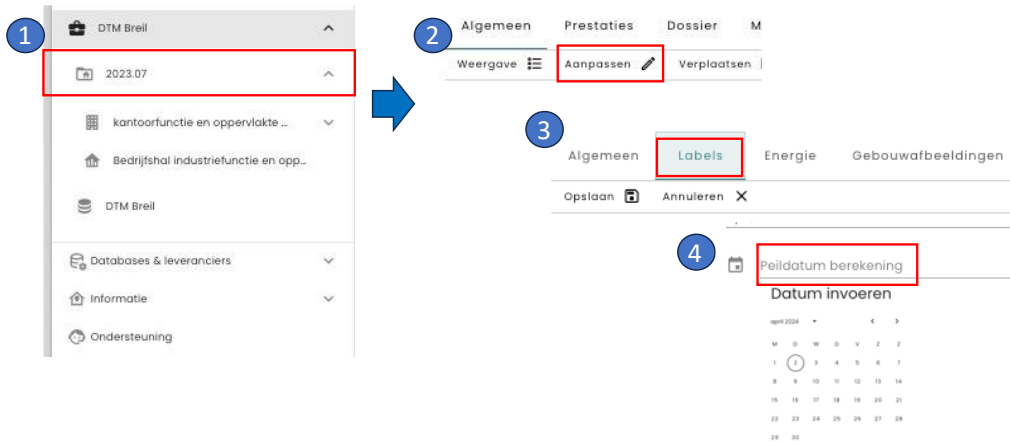 1
DTM Breil
2023.07
kantoorfunctie en oppervlakte ...
Bedrijfshal industriefunctie en opp...
DTM Breil
Databases & leveranciers
Informatie
Ondersteuning
2
Algemeen Prestaties Dossier M
Weergave Aanpassen Verplaatsen
3
Algemeen Labels Energie Gebouwafbeeldingen
Opslaan Annuleren
4
Peildatum berekening
Datum invoeren
april 2024
M D W D V Z Z
1 2 3 4 5 6 7
8 9 10 11 12 13 14
15 16 17 18 19 20 21
22 23 24 25 26 27 28
29 30